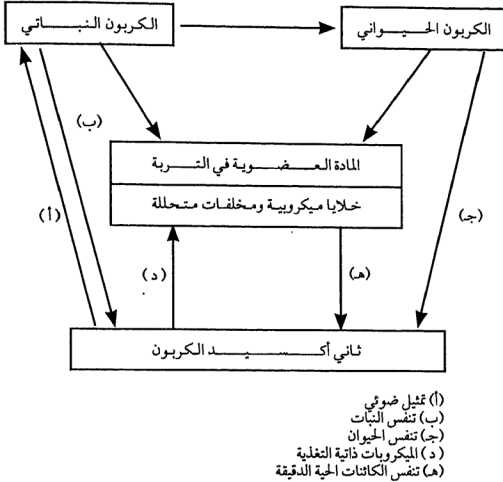 الكربون الحيواني
الكربون النباتي
(ب)
المادة العضوية في التربة
خلايا ميكروبية ومخلفات متحللة
(أ)
(جـ)
(د)
(هـ)
ثاني أكسيد الكربون
(أ) تمثيل ضوئي
(ب) تنفس النبات
(جـ) تنفس الحيوان
(د) الميكروبات ذاتية التغذية
(هـ) تنفس الكائنات الحية الدقيقة